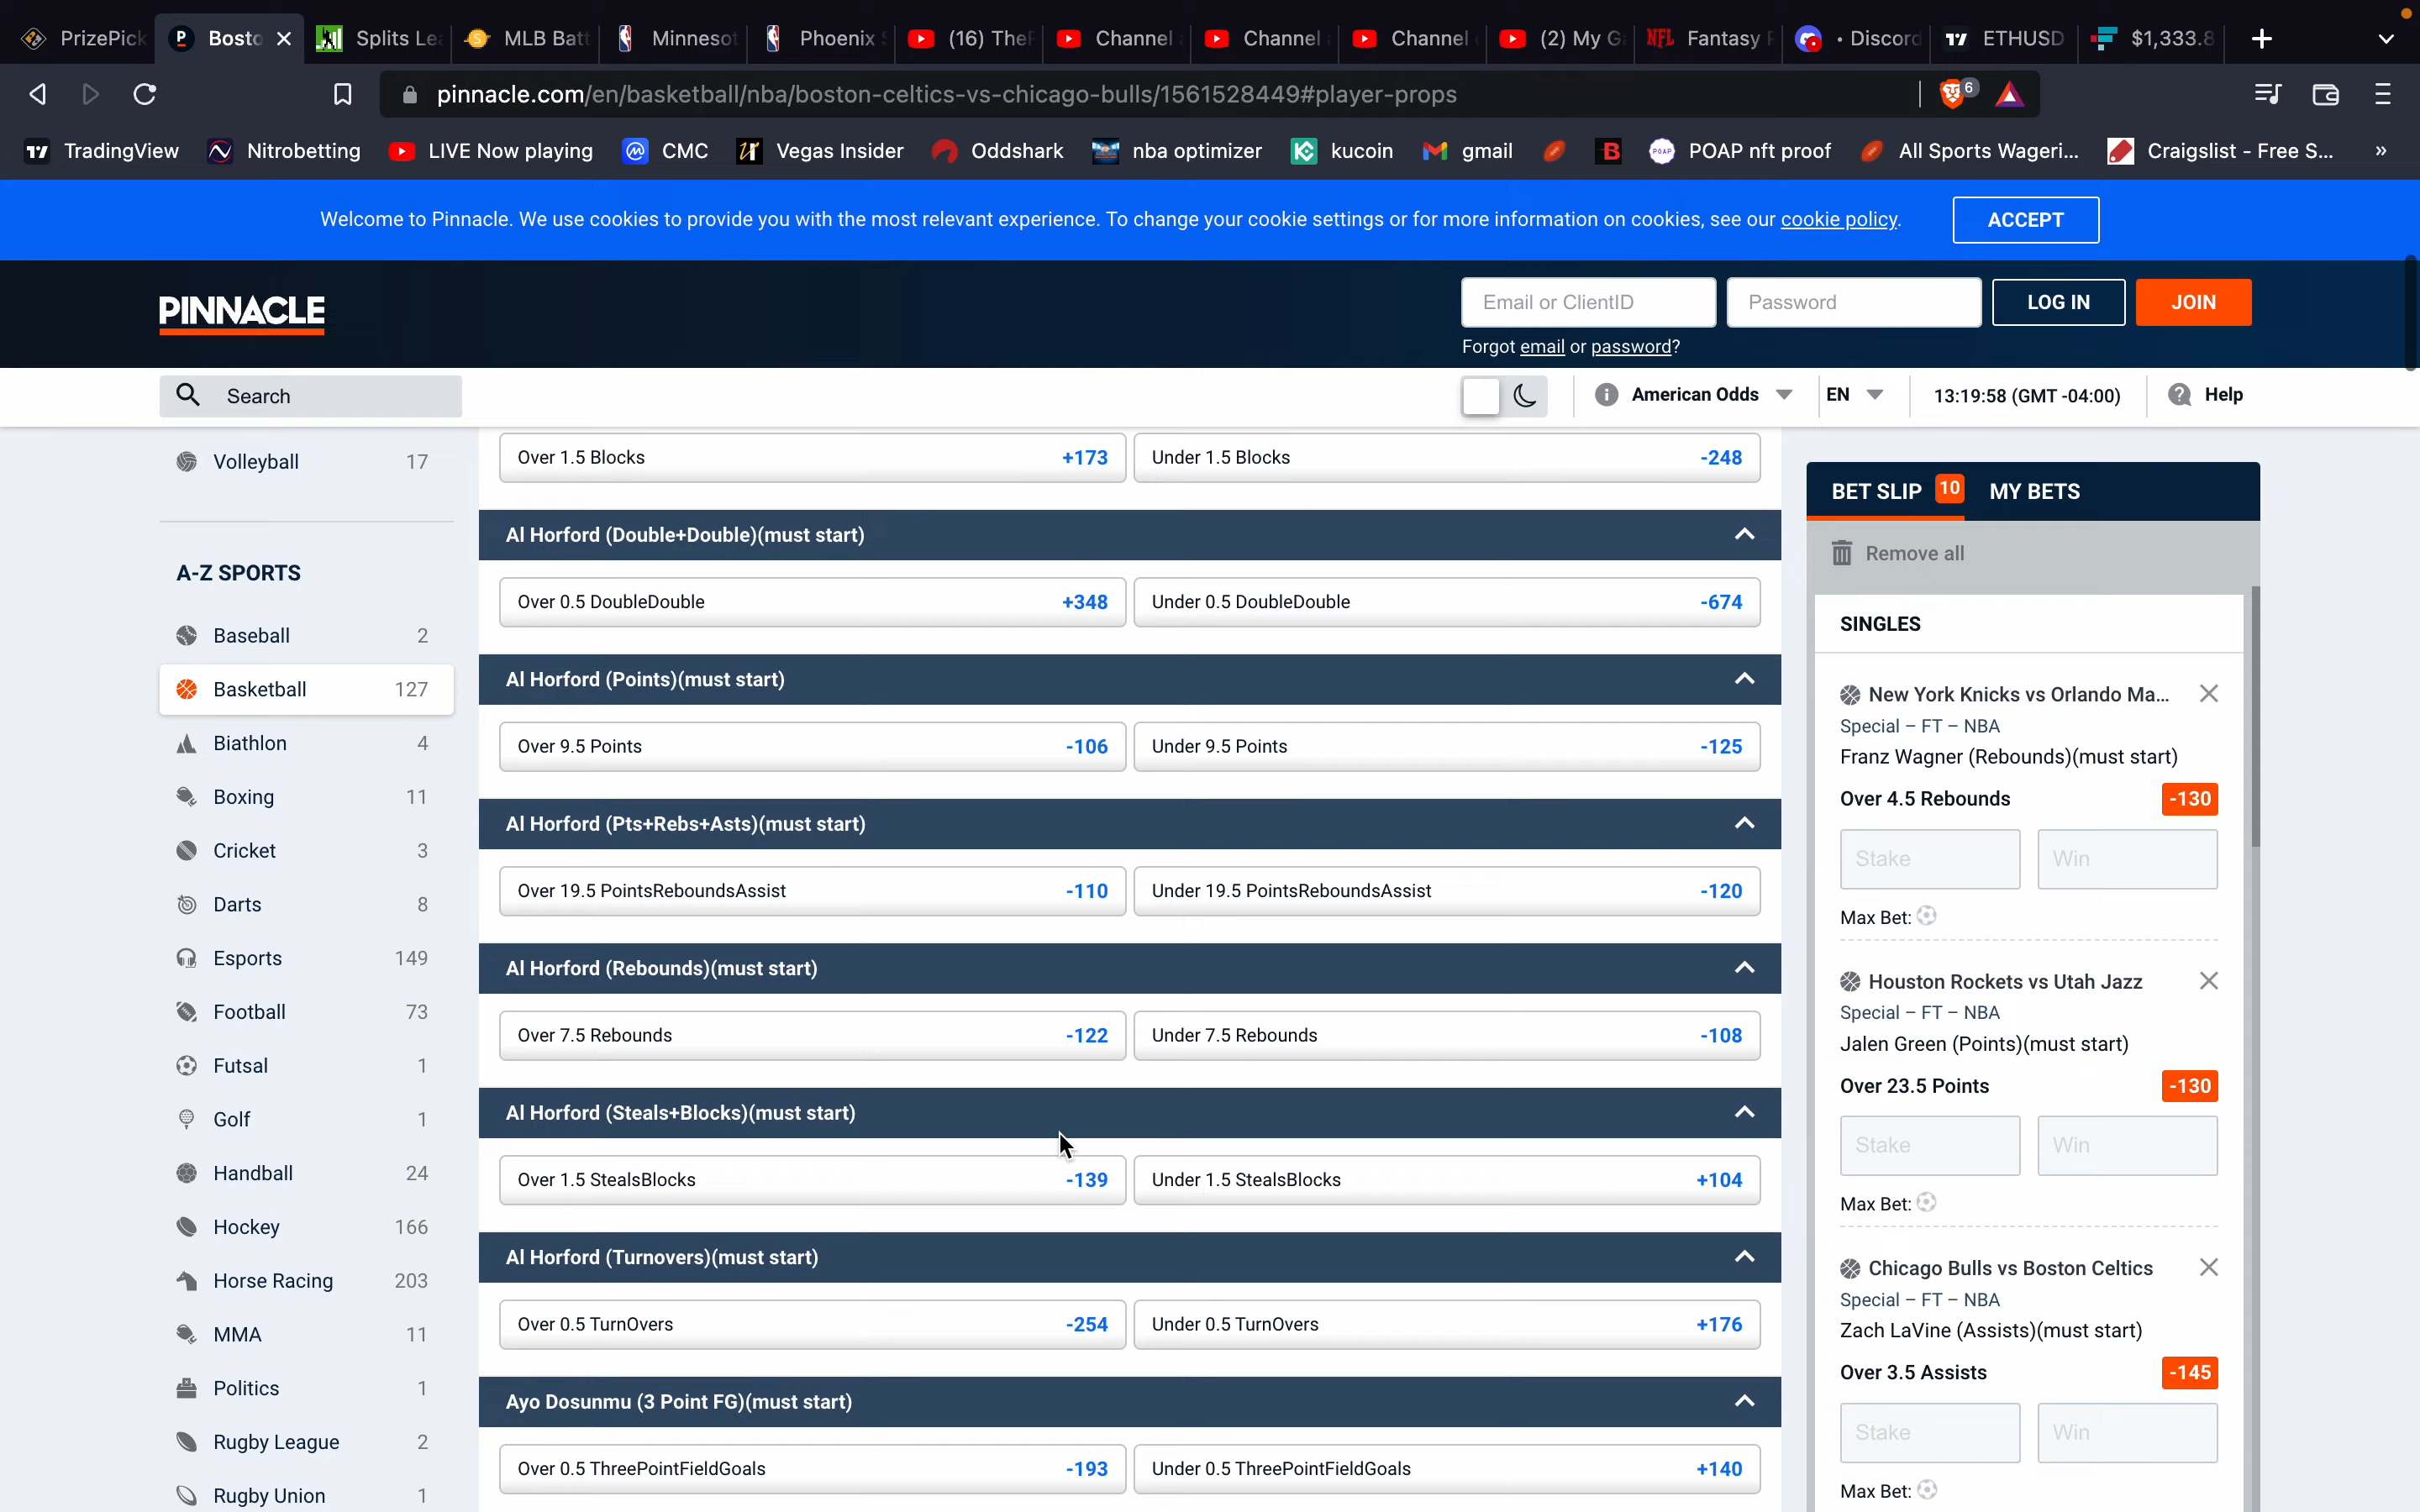 PrizePick
Bosto
Splits Lea
MLB Batt
Minnesot
Phoenix S
(16) TheF
Channel
Channel
Channel
(2) My Ga
Fantasy F
• Discord
ETHUSD
$1,333.8
pinnacle.com/en/basketball/nba/boston-celtics-vs-chicago-bulls/1561528449#player-props
6
TradingView
Nitrobetting
LIVE Now playing
CMC
Vegas Insider
Oddshark
nba optimizer
kucoin
gmail
POAP nft proof
All Sports Wageri...
Craigslist - Free S...
»
Welcome to Pinnacle. We use cookies to provide you with the most relevant experience. To change your cookie settings or for more information on cookies, see our cookie policy.
ACCEPT
PINNACLE
Email or ClientID
Password
LOG IN
JOIN
Forgot email or password?
Search
American Odds
EN
13:19:58 (GMT -04:00)
Help
Volleyball 17
A-Z SPORTS
Baseball 2
Basketball 127
Biathlon 4
Boxing 11
Cricket 3
Darts 8
Esports 149
Football 73
Futsal 1
Golf 1
Handball 24
Hockey 166
Horse Racing 203
MMA 11
Politics 1
Rugby League 2
Rugby Union 1
Over 1.5 Blocks +173 Under 1.5 Blocks -248
Al Horford (Double+Double)(must start)
Over 0.5 DoubleDouble +348 Under 0.5 DoubleDouble -674
Al Horford (Points)(must start)
Over 9.5 Points -106 Under 9.5 Points -125
Al Horford (Pts+Rebs+Asts)(must start)
Over 19.5 PointsReboundsAssist -110 Under 19.5 PointsReboundsAssist -120
Al Horford (Rebounds)(must start)
Over 7.5 Rebounds -122 Under 7.5 Rebounds -108
Al Horford (Steals+Blocks)(must start)
Over 1.5 StealsBlocks -139 Under 1.5 StealsBlocks +104
Al Horford (Turnovers)(must start)
Over 0.5 TurnOvers -254 Under 0.5 TurnOvers +176
Ayo Dosunmu (3 Point FG)(must start)
Over 0.5 ThreePointFieldGoals -193 Under 0.5 ThreePointFieldGoals +140
BET SLIP 10 MY BETS
Remove all
SINGLES
New York Knicks vs Orlando Ma...
Special – FT – NBA
Franz Wagner (Rebounds)(must start)
Over 4.5 Rebounds -130
Stake Win
Max Bet:
Houston Rockets vs Utah Jazz
Special – FT – NBA
Jalen Green (Points)(must start)
Over 23.5 Points -130
Stake Win
Max Bet:
Chicago Bulls vs Boston Celtics
Special – FT – NBA
Zach LaVine (Assists)(must start)
Over 3.5 Assists -145
Stake Win
Max Bet: